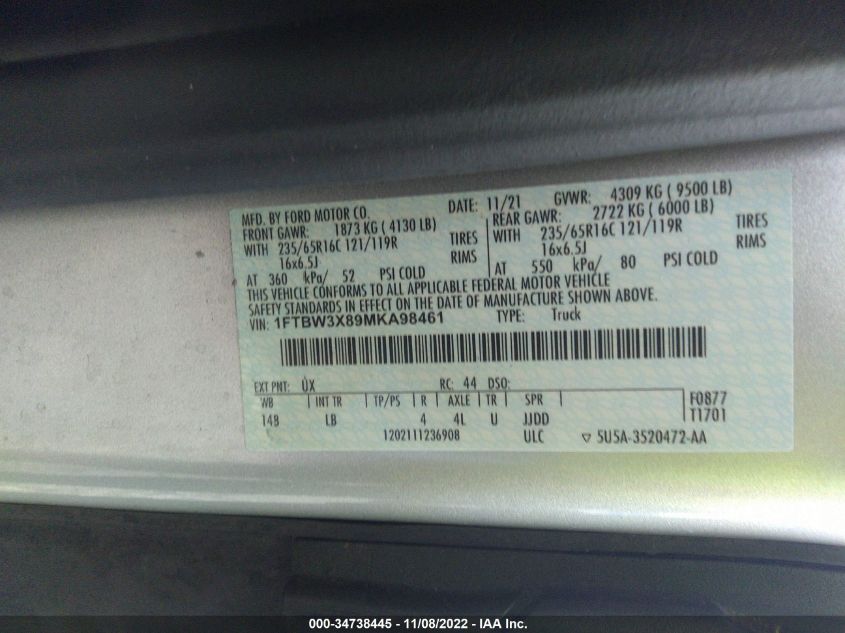 MFD. BY FORD MOTOR CO. DATE: 11/21 GVWR: 4309 KG ( 9500 LB)
FRONT GAWR: 1873 KG ( 4130 LB) REAR GAWR: 2722 KG ( 6000 LB)
WITH 235/65R16C 121/119R TIRES WITH 235/65R16C 121/119R TIRES
16x6.5J RIMS 16x6.5J RIMS
AT 360 kPa/ 52 PSI COLD AT 550 kPa/ 80 PSI COLD
THIS VEHICLE CONFORMS TO ALL APPLICABLE FEDERAL MOTOR VEHICLE
SAFETY STANDARDS IN EFFECT ON THE DATE OF MANUFACTURE SHOWN ABOVE.
VIN: 1FTBW3X89MKA98461 TYPE: Truck
EXT PNT: UX RC: 44 DSO:
WB INT TR TP/PS R AXLE TR SPR F0877
148 LB 4 4L U JJDD T1701
1202111236908 ULC ▽ 5U5A-3520472-AA
000-34738445 - 11/08/2022 - IAA Inc.